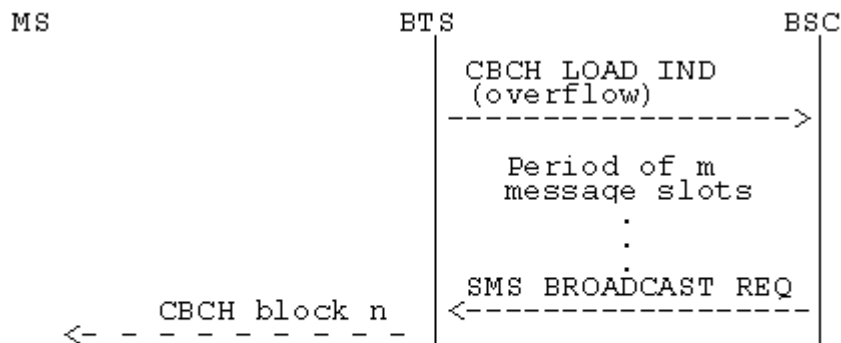 MS BTS BSC
CBCH LOAD IND
(overflow)
Period of m
message slots
.
.
.
SMS BROADCAST REQ
CBCH block n